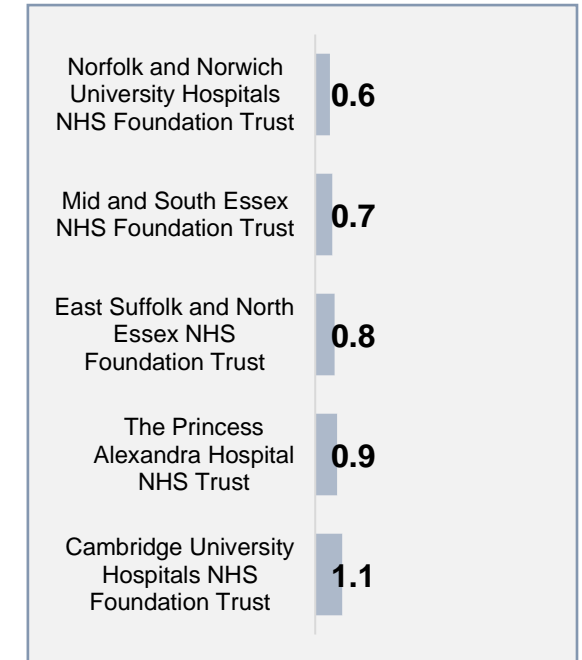 Norfolk and Norwich
University Hospitals
NHS Foundation Trust
0.6
Mid and South Essex
NHS Foundation Trust
0.7
East Suffolk and North
Essex NHS
Foundation Trust
0.8
The Princess
Alexandra Hospital
NHS Trust
0.9
Cambridge University
Hospitals NHS
Foundation Trust
1.1